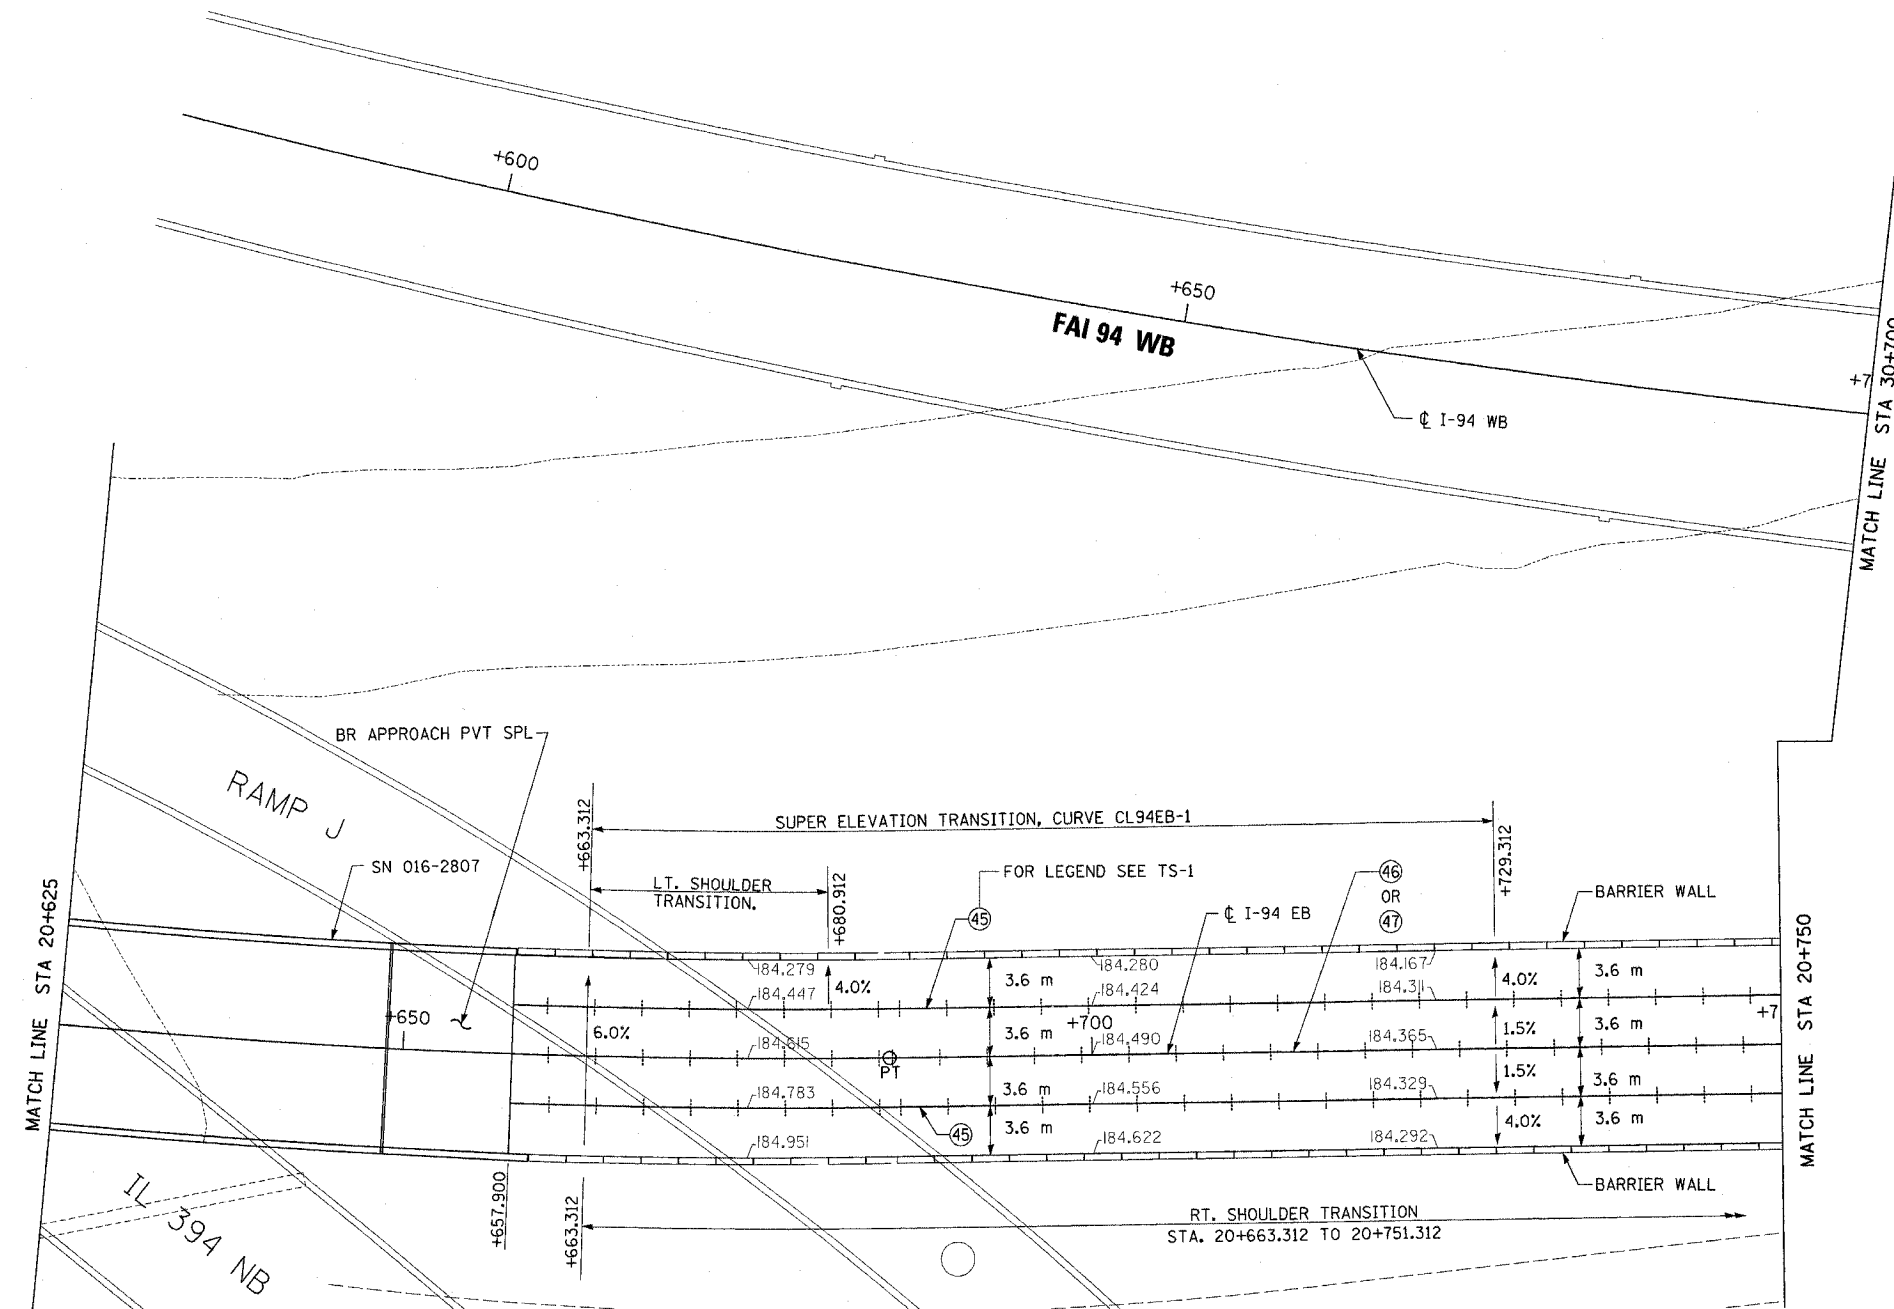 +600
+650
FAI 94 WB
℄ I-94 WB
+7
MATCH LINE STA 30+700
BR APPROACH PVT SPL
RAMP J
SN 016-2807
+663.312
SUPER ELEVATION TRANSITION, CURVE CL94EB-1
+729.312
LT. SHOULDER
TRANSITION.
+680.912
FOR LEGEND SEE TS-1
45
℄ I-94 EB
46
OR
47
BARRIER WALL
MATCH LINE STA 20+625
MATCH LINE STA 20+750
184.279
184.280
184.167
184.447
4.0%
3.6 m
184.424
184.311
4.0%
3.6 m
+650
6.0%
184.615
3.6 m
+700
184.490
184.365
1.5%
3.6 m
+7
PT
184.783
3.6 m
184.556
184.329
1.5%
3.6 m
184.951
45
3.6 m
184.622
184.292
4.0%
3.6 m
BARRIER WALL
+657.900
+663.312
RT. SHOULDER TRANSITION
STA. 20+663.312 TO 20+751.312
IL 394 NB